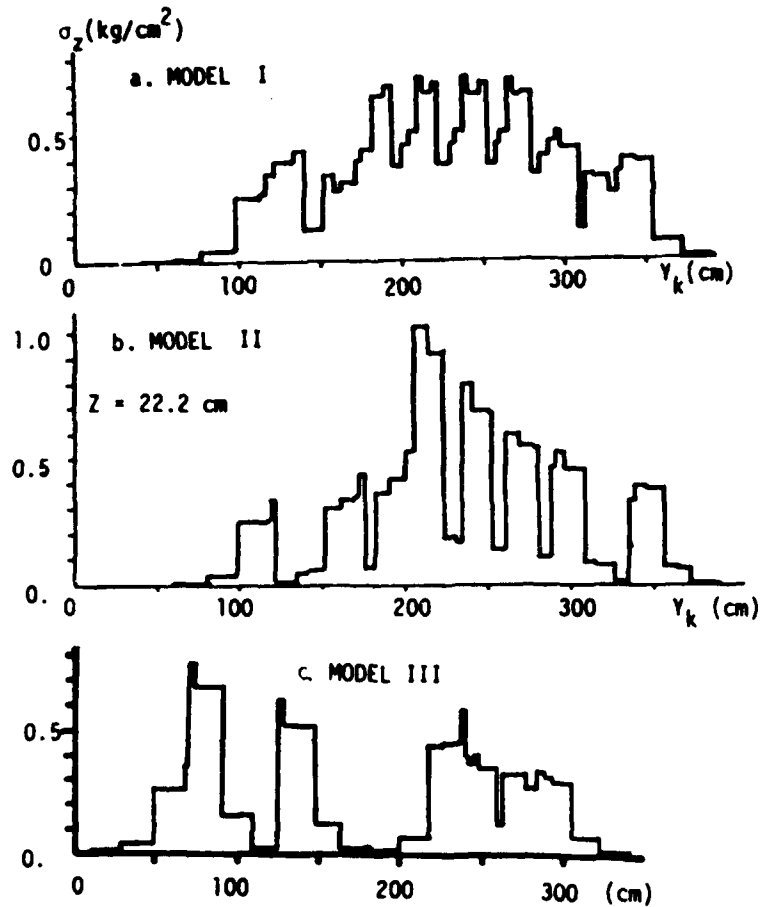 σz(kg/cm²)
a. MODEL I
0.5
0
0 100 200 300 Yk(cm)
b. MODEL II
1.0
Z = 22.2 cm
0.5
0.
0 100 200 300 Yk (cm)
c. MODEL III
0.5
0.
0 100 200 300 (cm)